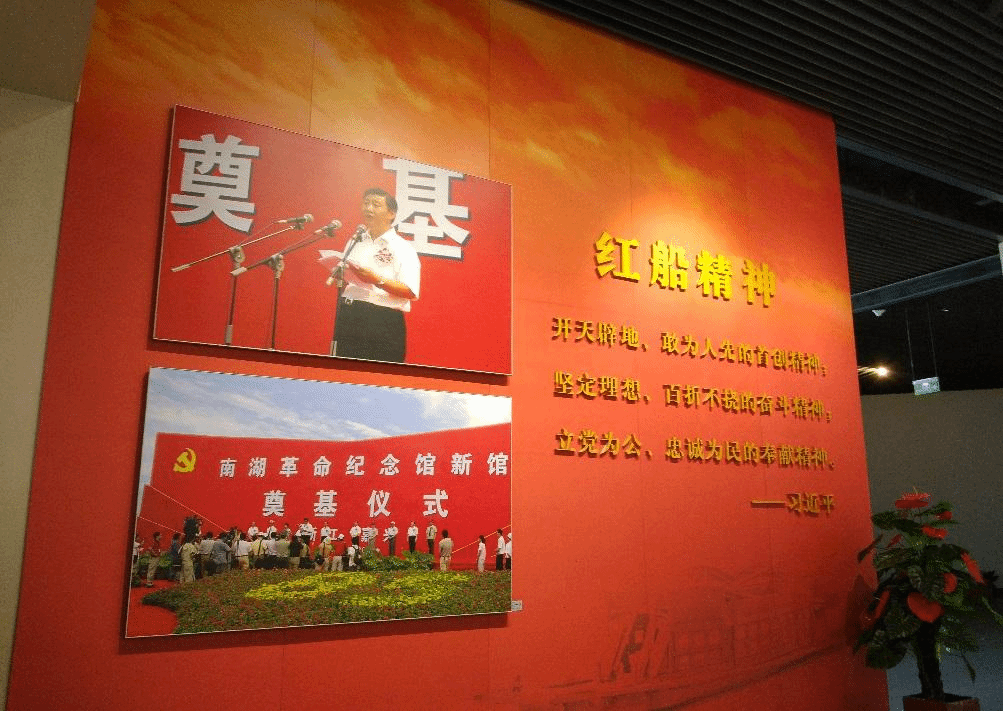 奠基
南湖革命纪念馆新馆
奠基仪式
红船精神
开天辟地、敢为人先的首创精神；
坚定理想、百折不挠的奋斗精神；
立党为公、忠诚为民的奉献精神。
——习近平